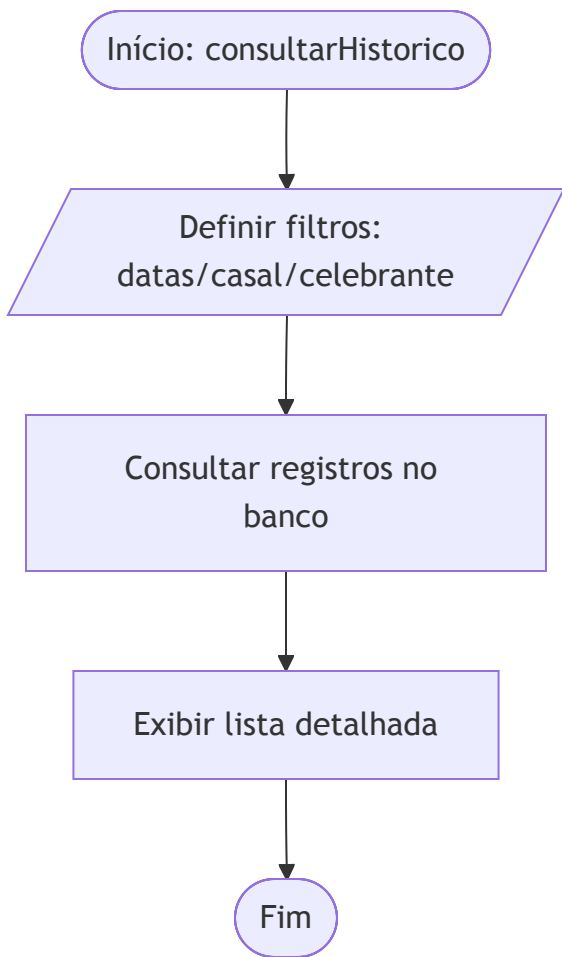 Início: consultarHistorico
Definir filtros:
datas/casal/celebrante
Consultar registros no
banco
Exibir lista detalhada
Fim